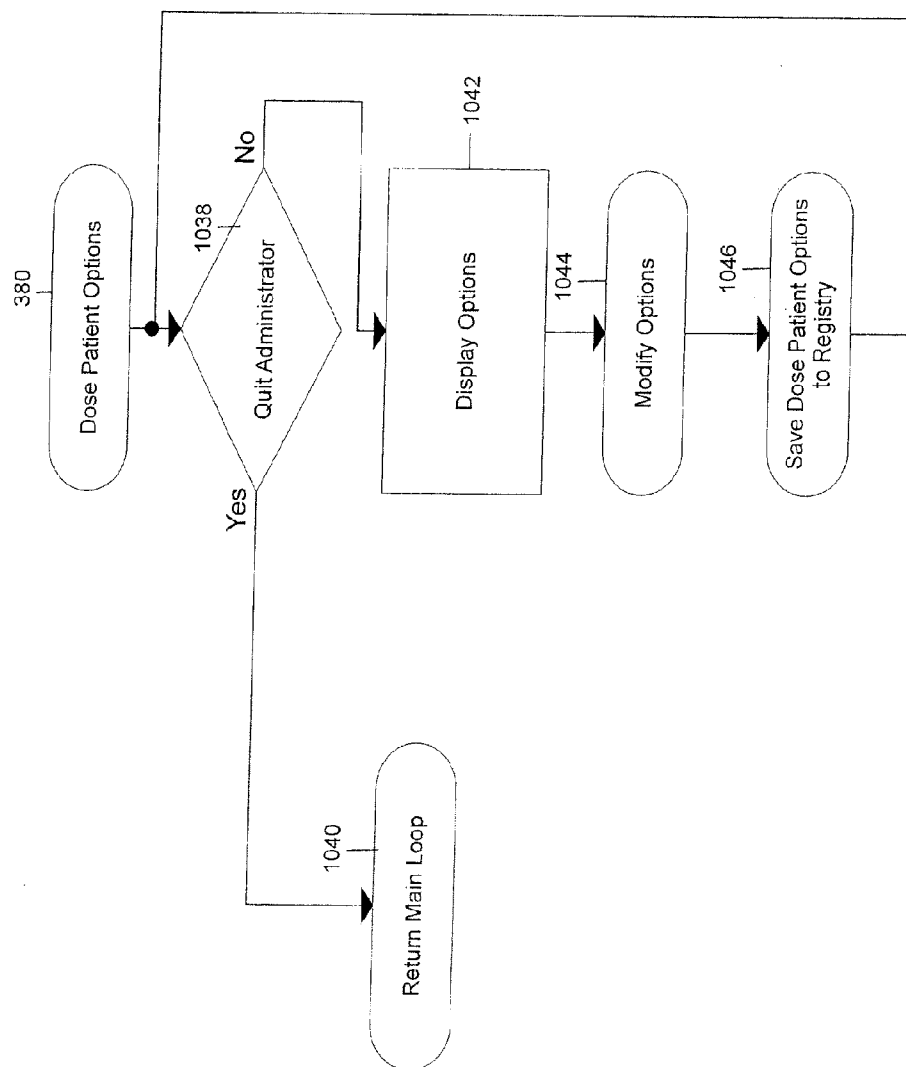 380
Dose Patient Options
1038
Quit Administrator
Yes
No
1040
Return Main Loop
1042
Display Options
1044
Modify Options
1046
Save Dose Patient Options
to Registry